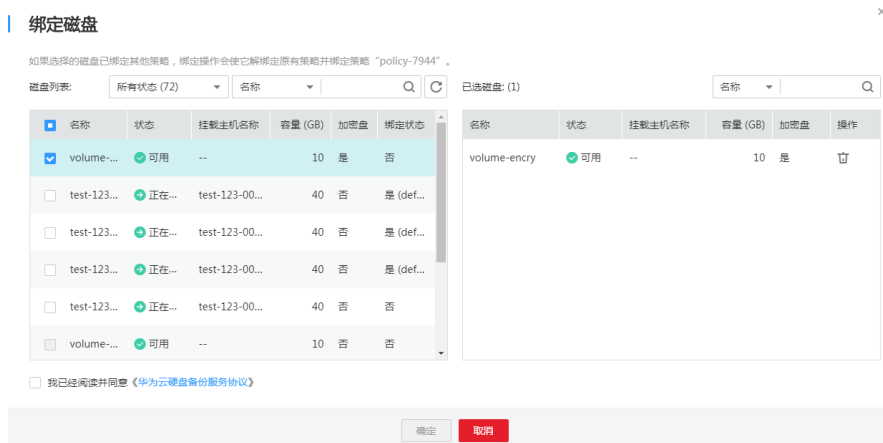 绑定磁盘
如果选择的磁盘已绑定其他策略，绑定操作会使它解绑定原有策略并绑定策略“policy-7944”。
磁盘列表: 所有状态 (72) 名称 已选磁盘: (1) 名称
名称 状态 挂载主机名称 容量 (GB) 加密盘 绑定状态 名称 状态 挂载主机名称 容量 (GB) 加密盘 操作
volume-... 可用 -- 10 是 否 volume-encry 可用 -- 10 是
test-123... 正在... test-123-00... 40 否 是 (def...
test-123... 正在... test-123-00... 40 否 是 (def...
test-123... 正在... test-123-00... 40 否 是 (def...
test-123... 正在... test-123-00... 40 否 否
volume-... 可用 -- 10 否 否
我已经阅读并同意《华为云硬盘备份服务协议》
确定 取消